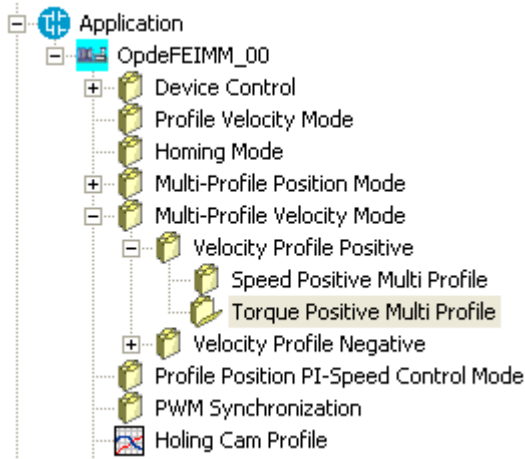 Application
OpdeFEIMM_00
Device Control
Profile Velocity Mode
Homing Mode
Multi-Profile Position Mode
Multi-Profile Velocity Mode
Velocity Profile Positive
Speed Positive Multi Profile
Torque Positive Multi Profile
Velocity Profile Negative
Profile Position PI-Speed Control Mode
PWM Synchronization
Holing Cam Profile